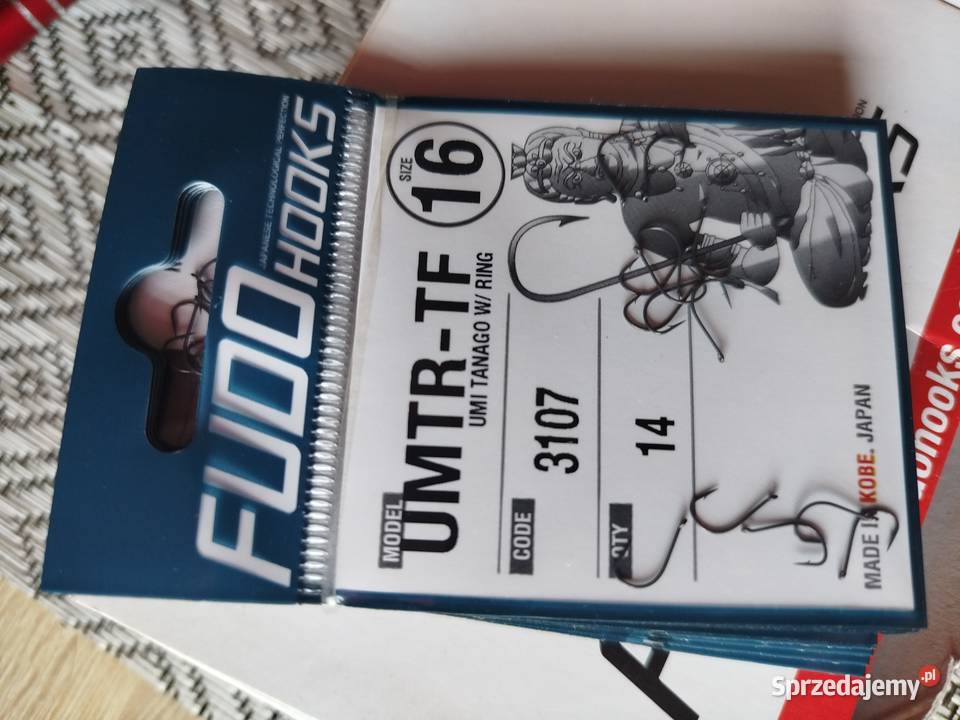 FUDO
HOOKS
JAPANESE TECHNOLOGICAL PERFECTION
MODEL
UMTR-TF
UMI TANAGO W/ RING
SIZE
16
CODE
3107
QTY
14
MADE IN KOBE. JAPAN
Sprzedajemy.pl